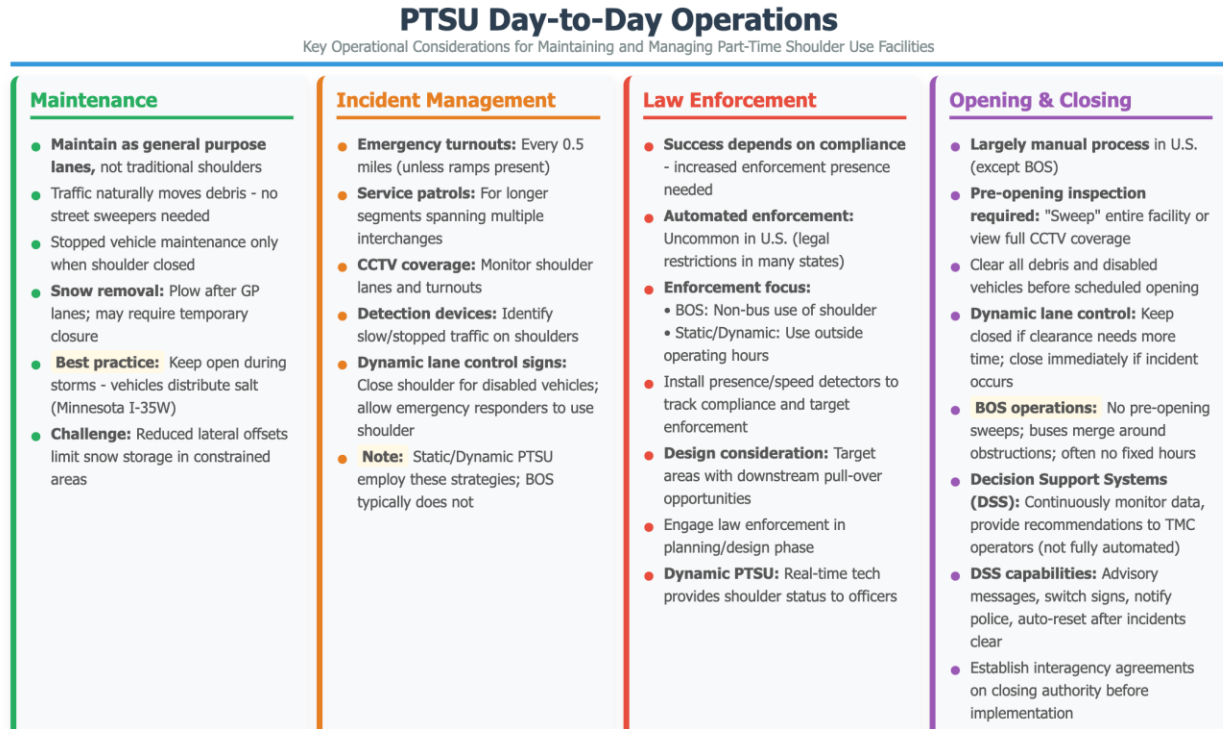 PTSU Day-to-Day Operations
Key Operational Considerations for Maintaining and Managing Part-Time Shoulder Use Facilities
Maintenance
Maintain as general purpose
lanes, not traditional shoulders
Traffic naturally moves debris - no
street sweepers needed
Stopped vehicle maintenance only
when shoulder closed
Snow removal: Plow after GP
lanes; may require temporary
closure
Best practice: Keep open during
storms - vehicles distribute salt
(Minnesota I-35W)
Challenge: Reduced lateral offsets
limit snow storage in constrained
areas
Incident Management
Emergency turnouts: Every 0.5
miles (unless ramps present)
Service patrols: For longer
segments spanning multiple
interchanges
CCTV coverage: Monitor shoulder
lanes and turnouts
Detection devices: Identify
slow/stopped traffic on shoulders
Dynamic lane control signs:
Close shoulder for disabled vehicles;
allow emergency responders to use
shoulder
Note: Static/Dynamic PTSU
employ these strategies; BOS
typically does not
Law Enforcement
Success depends on compliance
- increased enforcement presence
needed
Automated enforcement:
Uncommon in U.S. (legal
restrictions in many states)
Enforcement focus:
• BOS: Non-bus use of shoulder
• Static/Dynamic: Use outside
operating hours
Install presence/speed detectors to
track compliance and target
enforcement
Design consideration: Target
areas with downstream pull-over
opportunities
Engage law enforcement in
planning/design phase
Dynamic PTSU: Real-time tech
provides shoulder status to officers
Opening & Closing
Largely manual process in U.S.
(except BOS)
Pre-opening inspection
required: "Sweep" entire facility or
view full CCTV coverage
Clear all debris and disabled
vehicles before scheduled opening
Dynamic lane control: Keep
closed if clearance needs more
time; close immediately if incident
occurs
BOS operations: No pre-opening
sweeps; buses merge around
obstructions; often no fixed hours
Decision Support Systems
(DSS): Continuously monitor data,
provide recommendations to TMC
operators (not fully automated)
DSS capabilities: Advisory
messages, switch signs, notify
police, auto-reset after incidents
clear
Establish interagency agreements
on closing authority before
implementation